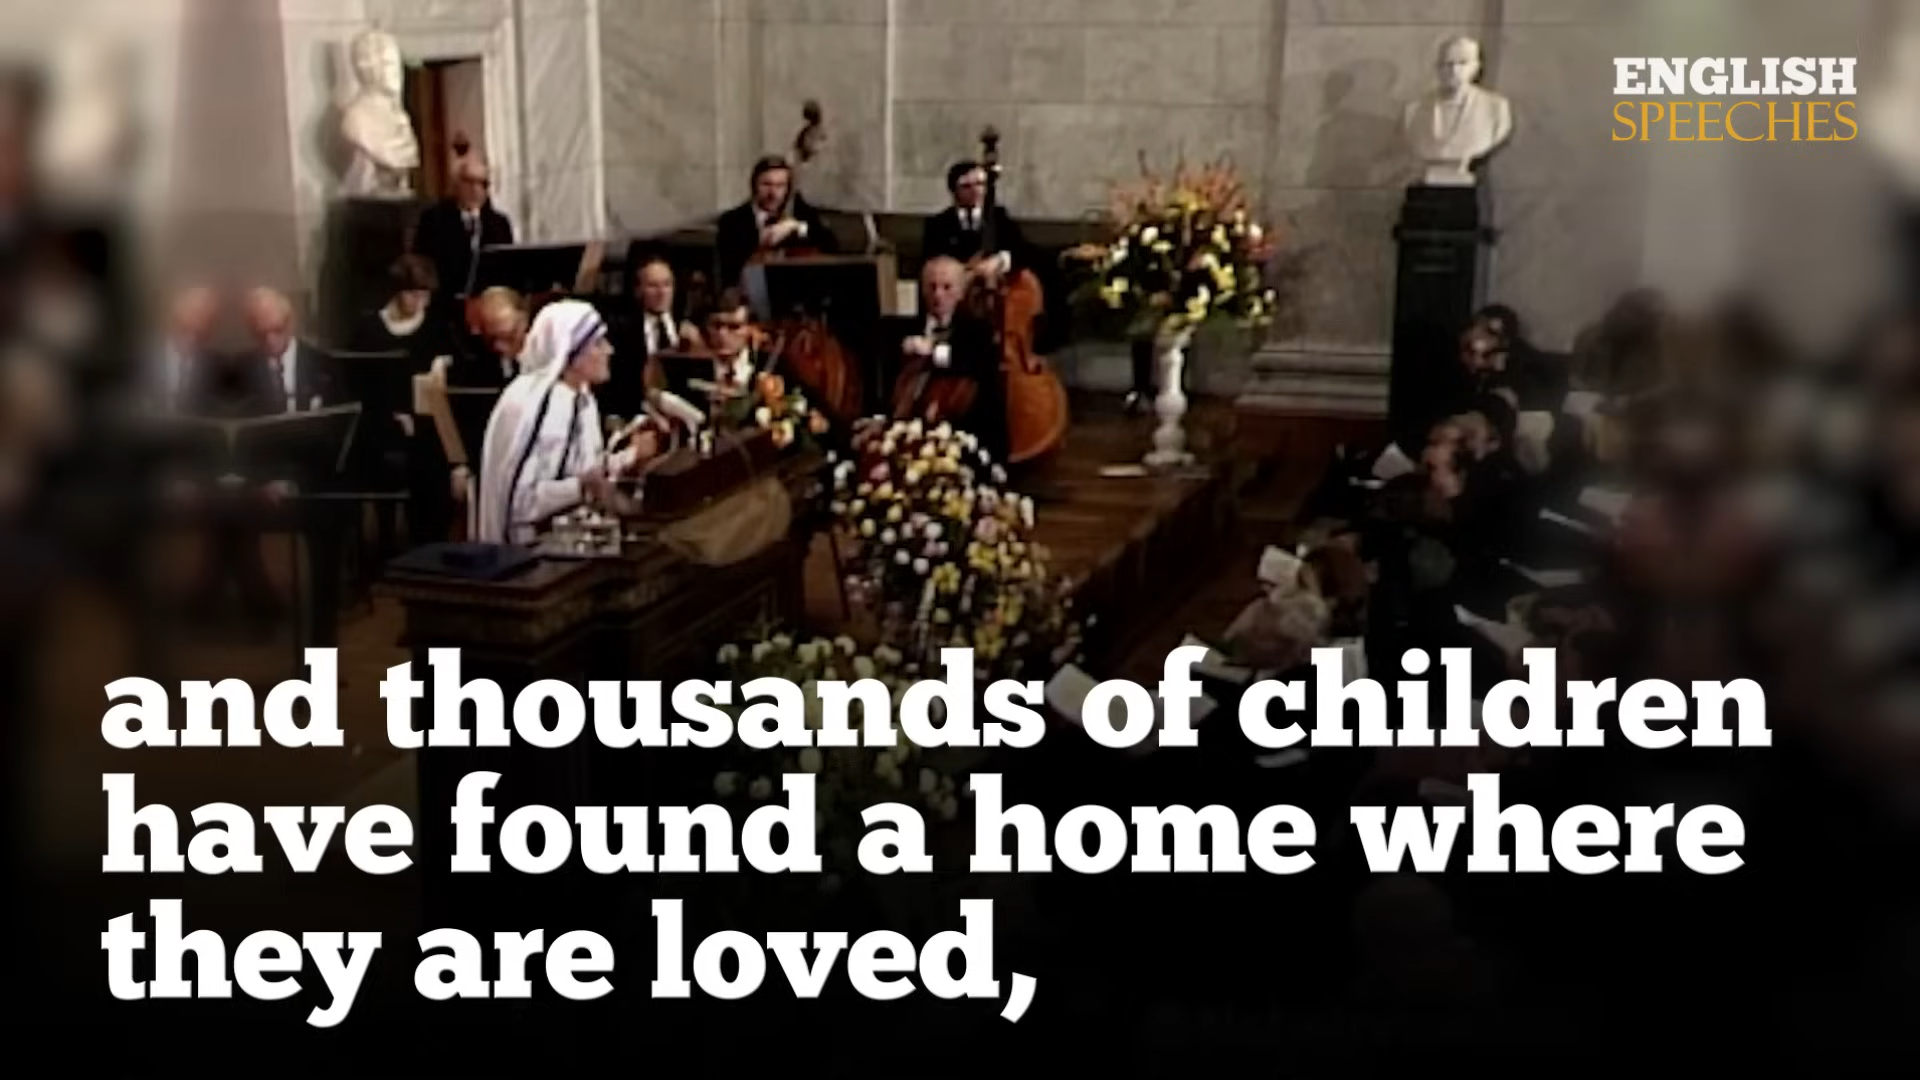 ENGLISH
SPEECHES
and thousands of children
have found a home where
they are loved,